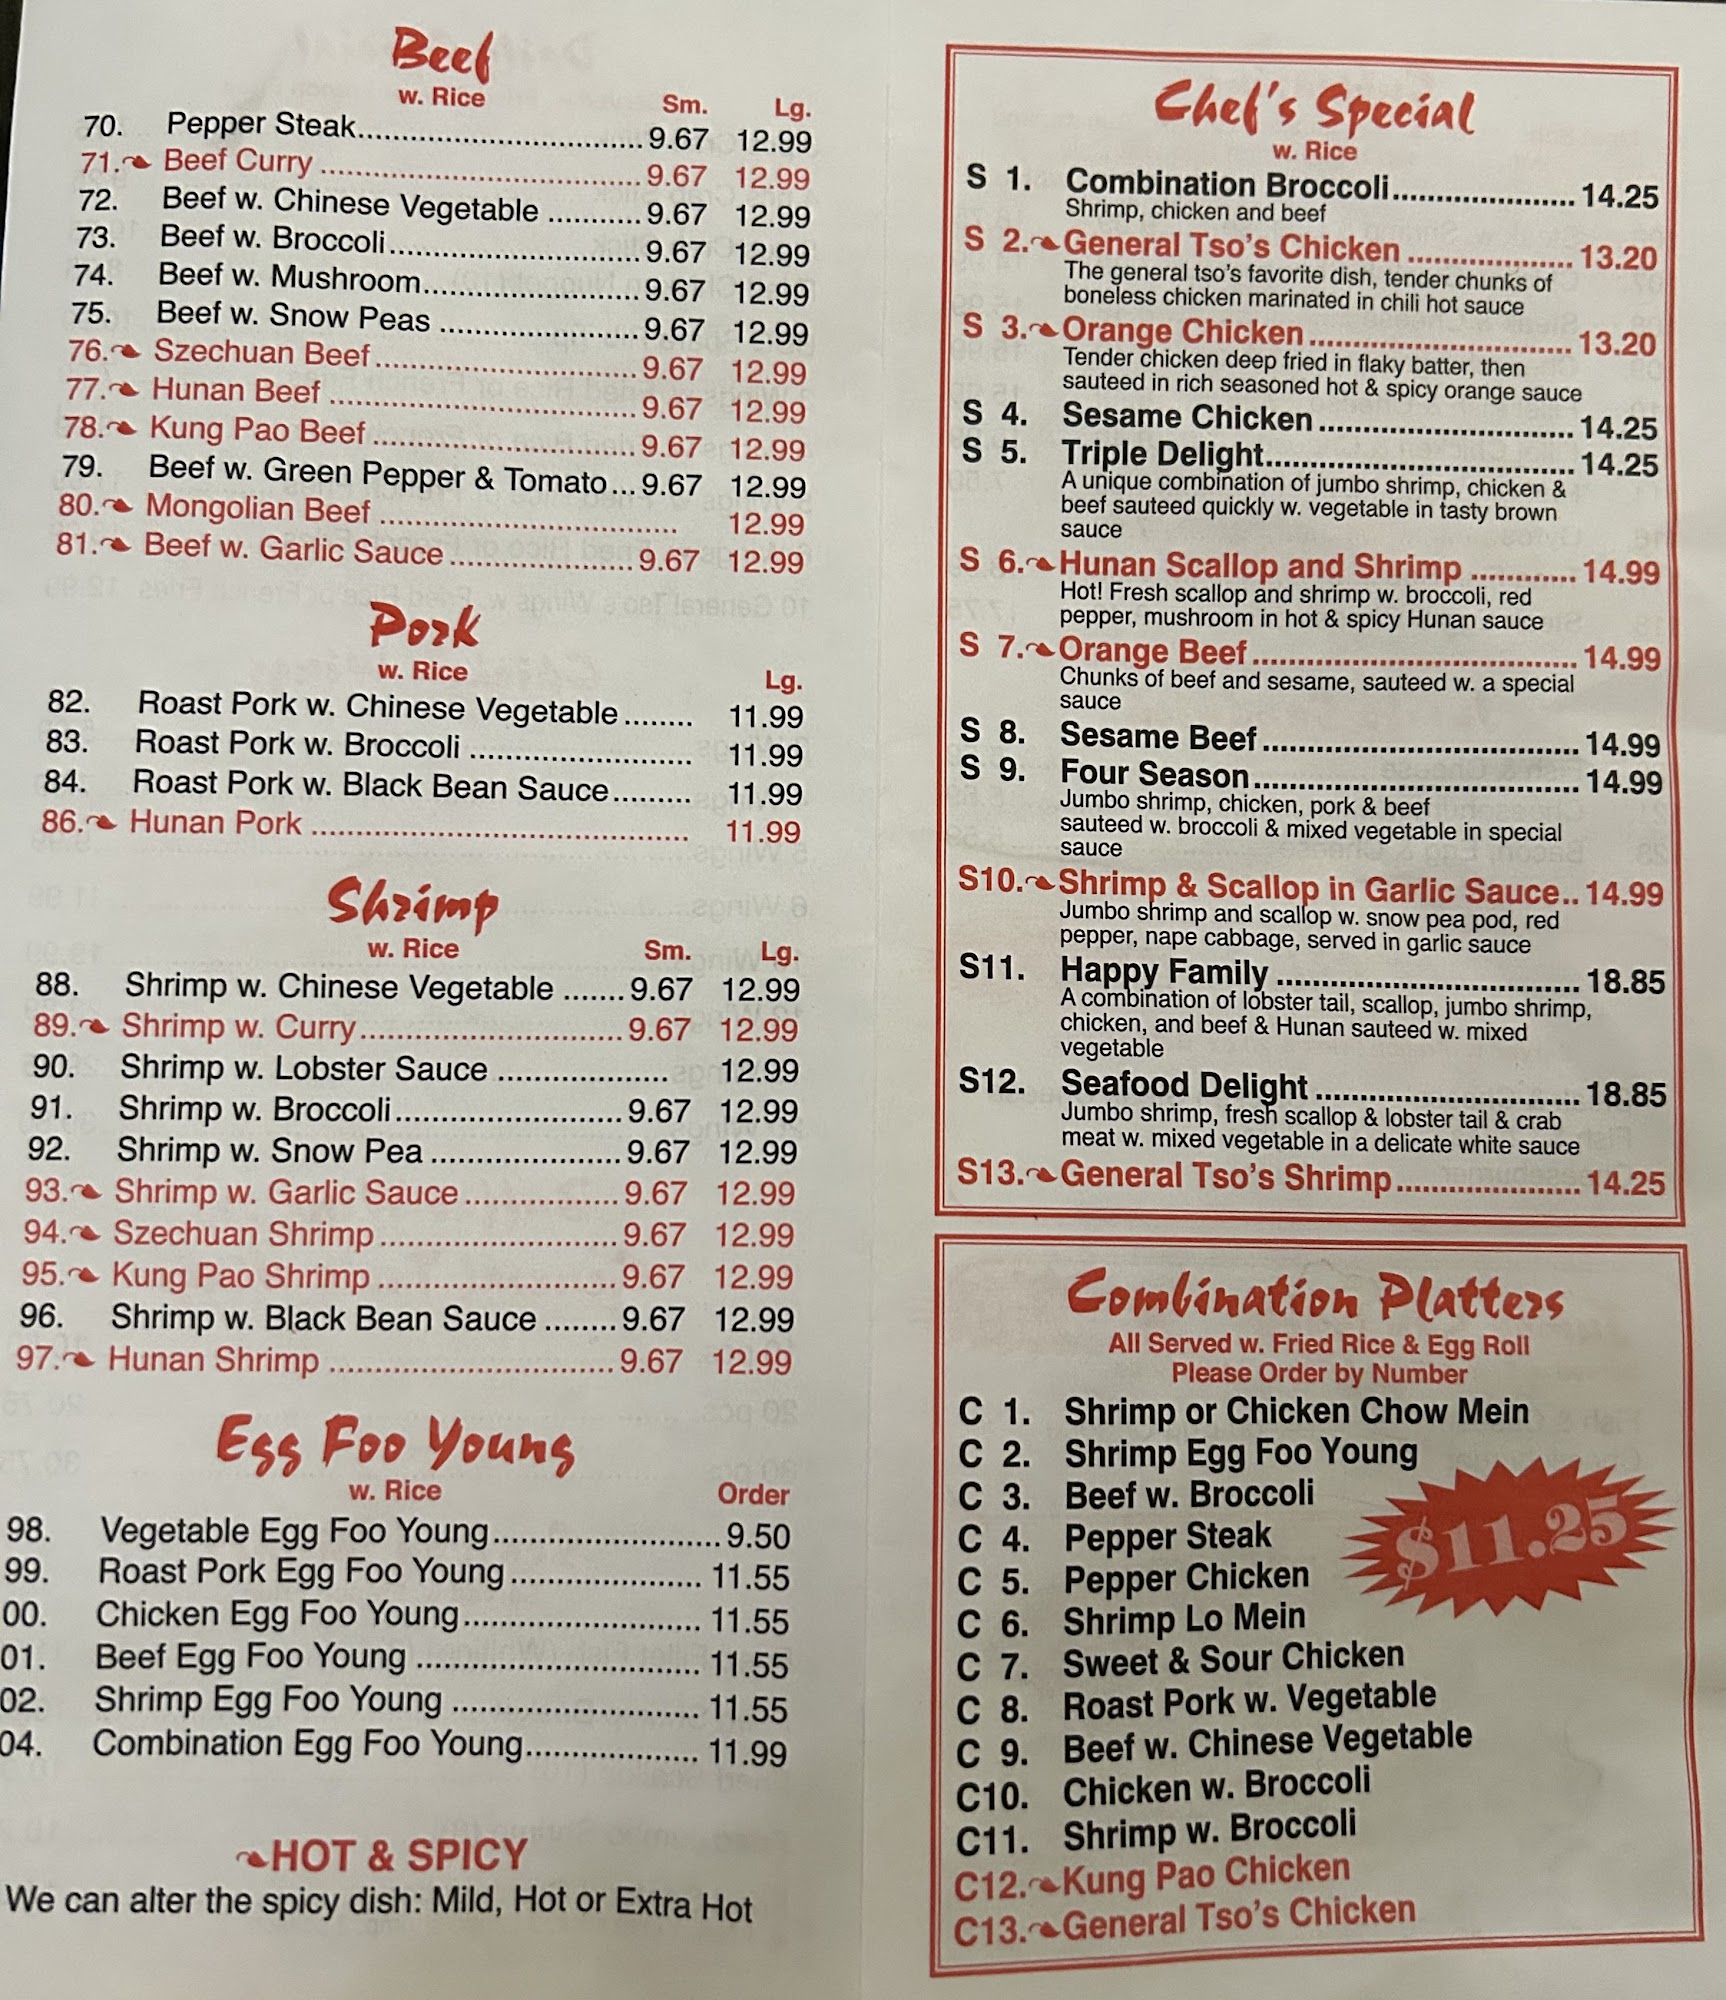 Beef
w. Rice
Sm. Lg.
70. Pepper Steak 9.67 12.99
71. Beef Curry 9.67 12.99
72. Beef w. Chinese Vegetable 9.67 12.99
73. Beef w. Broccoli 9.67 12.99
74. Beef w. Mushroom 9.67 12.99
75. Beef w. Snow Peas 9.67 12.99
76. Szechuan Beef 9.67 12.99
77. Hunan Beef 9.67 12.99
78. Kung Pao Beef 9.67 12.99
79. Beef w. Green Pepper & Tomato 9.67 12.99
80. Mongolian Beef 12.99
81. Beef w. Garlic Sauce 9.67 12.99
Pork
w. Rice
Lg.
82. Roast Pork w. Chinese Vegetable 11.99
83. Roast Pork w. Broccoli 11.99
84. Roast Pork w. Black Bean Sauce 11.99
86. Hunan Pork 11.99
Shrimp
w. Rice
Sm. Lg.
88. Shrimp w. Chinese Vegetable 9.67 12.99
89. Shrimp w. Curry 9.67 12.99
90. Shrimp w. Lobster Sauce 12.99
91. Shrimp w. Broccoli 9.67 12.99
92. Shrimp w. Snow Pea 9.67 12.99
93. Shrimp w. Garlic Sauce 9.67 12.99
94. Szechuan Shrimp 9.67 12.99
95. Kung Pao Shrimp 9.67 12.99
96. Shrimp w. Black Bean Sauce 9.67 12.99
97. Hunan Shrimp 9.67 12.99
Egg Foo Young
w. Rice
Order
98. Vegetable Egg Foo Young 9.50
99. Roast Pork Egg Foo Young 11.55
00. Chicken Egg Foo Young 11.55
01. Beef Egg Foo Young 11.55
02. Shrimp Egg Foo Young 11.55
04. Combination Egg Foo Young 11.99
HOT & SPICY
We can alter the spicy dish: Mild, Hot or Extra Hot
Chef's Special
w. Rice
S 1. Combination Broccoli 14.25
Shrimp, chicken and beef
S 2. General Tso's Chicken 13.20
The general tso's favorite dish, tender chunks of
boneless chicken marinated in chili hot sauce
S 3. Orange Chicken 13.20
Tender chicken deep fried in flaky batter, then
sauteed in rich seasoned hot & spicy orange sauce
S 4. Sesame Chicken 14.25
S 5. Triple Delight 14.25
A unique combination of jumbo shrimp, chicken &
beef sauteed quickly w. vegetable in tasty brown
sauce
S 6. Hunan Scallop and Shrimp 14.99
Hot! Fresh scallop and shrimp w. broccoli, red
pepper, mushroom in hot & spicy Hunan sauce
S 7. Orange Beef 14.99
Chunks of beef and sesame, sauteed w. a special
sauce
S 8. Sesame Beef 14.99
S 9. Four Season 14.99
Jumbo shrimp, chicken, pork & beef
sauteed w. broccoli & mixed vegetable in special
sauce
S10. Shrimp & Scallop in Garlic Sauce 14.99
Jumbo shrimp and scallop w. snow pea pod, red
pepper, nape cabbage, served in garlic sauce
S11. Happy Family 18.85
A combination of lobster tail, scallop, jumbo shrimp,
chicken, and beef & Hunan sauteed w. mixed
vegetable
S12. Seafood Delight 18.85
Jumbo shrimp, fresh scallop & lobster tail & crab
meat w. mixed vegetable in a delicate white sauce
S13. General Tso's Shrimp 14.25
Combination Platters
All Served w. Fried Rice & Egg Roll
Please Order by Number
C 1. Shrimp or Chicken Chow Mein
C 2. Shrimp Egg Foo Young
C 3. Beef w. Broccoli
C 4. Pepper Steak
C 5. Pepper Chicken
C 6. Shrimp Lo Mein
C 7. Sweet & Sour Chicken
C 8. Roast Pork w. Vegetable
C 9. Beef w. Chinese Vegetable
C10. Chicken w. Broccoli
C11. Shrimp w. Broccoli
C12. Kung Pao Chicken
C13. General Tso's Chicken
$11.25